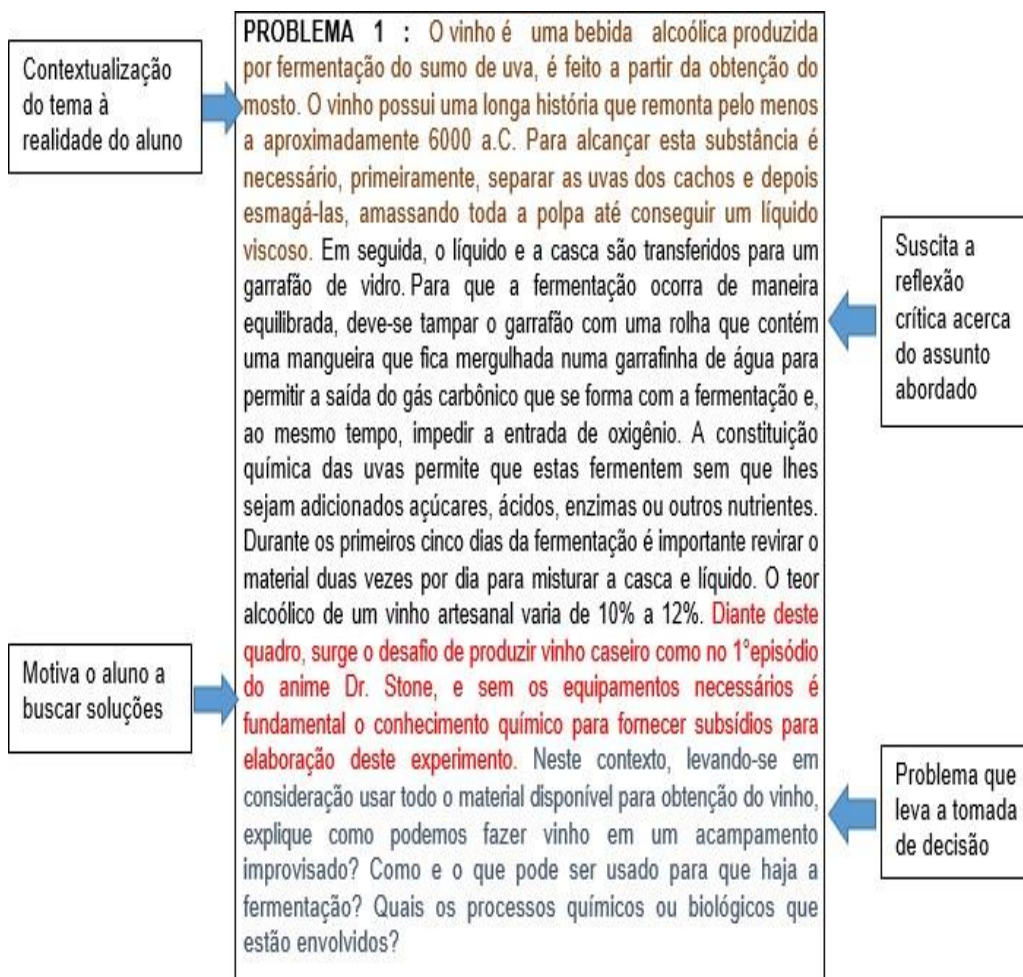 Contextualização
do tema à
realidade do aluno
PROBLEMA 1 : O vinho é uma bebida alcoólica produzida
por fermentação do sumo de uva, é feito a partir da obtenção do
mosto. O vinho possui uma longa história que remonta pelo menos
a aproximadamente 6000 a.C. Para alcançar esta substância é
necessário, primeiramente, separar as uvas dos cachos e depois
esmagá-las, amassando toda a polpa até conseguir um líquido
viscoso. Em seguida, o líquido e a casca são transferidos para um
garrafão de vidro. Para que a fermentação ocorra de maneira
equilibrada, deve-se tampar o garrafão com uma rolha que contém
uma mangueira que fica mergulhada numa garrafinha de água para
permitir a saída do gás carbônico que se forma com a fermentação e,
ao mesmo tempo, impedir a entrada de oxigênio. A constituição
química das uvas permite que estas fermentem sem que lhes
sejam adicionados açúcares, ácidos, enzimas ou outros nutrientes.
Durante os primeiros cinco dias da fermentação é importante revirar o
material duas vezes por dia para misturar a casca e líquido. O teor
alcoólico de um vinho artesanal varia de 10% a 12%. Diante deste
quadro, surge o desafio de produzir vinho caseiro como no 1°episódio
do anime Dr. Stone, e sem os equipamentos necessários é
fundamental o conhecimento químico para fornecer subsídios para
elaboração deste experimento. Neste contexto, levando-se em
consideração usar todo o material disponível para obtenção do vinho,
explique como podemos fazer vinho em um acampamento
improvisado? Como e o que pode ser usado para que haja a
fermentação? Quais os processos químicos ou biológicos que
estão envolvidos?
Suscita a
reflexão
crítica acerca
do assunto
abordado
Motiva o aluno a
buscar soluções
Problema que
leva a tomada
de decisão